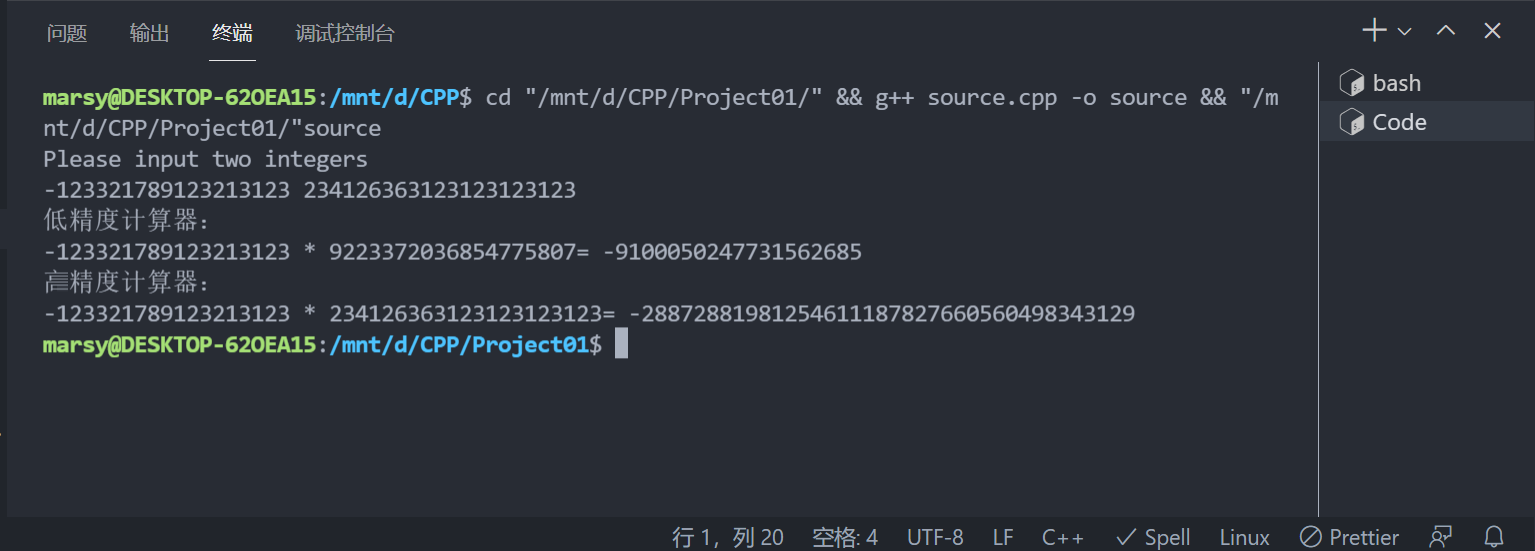 问题 输出 终端 调试控制台
marsy@DESKTOP-62OEA15:/mnt/d/CPP$ cd "/mnt/d/CPP/Project01/" && g++ source.cpp -o source && "/m
nt/d/CPP/Project01/"source
Please input two integers
-123321789123213123 234126363123123123123
低精度计算器：
-123321789123213123 * 9223372036854775807= -9100050247731562685
高精度计算器：
-123321789123213123 * 234126363123123123123= -28872881981254611187827660560498343129
marsy@DESKTOP-62OEA15:/mnt/d/CPP/Project01$
bash
Code
行 1，列 20 空格: 4 UTF-8 LF C++ Spell Linux Prettier